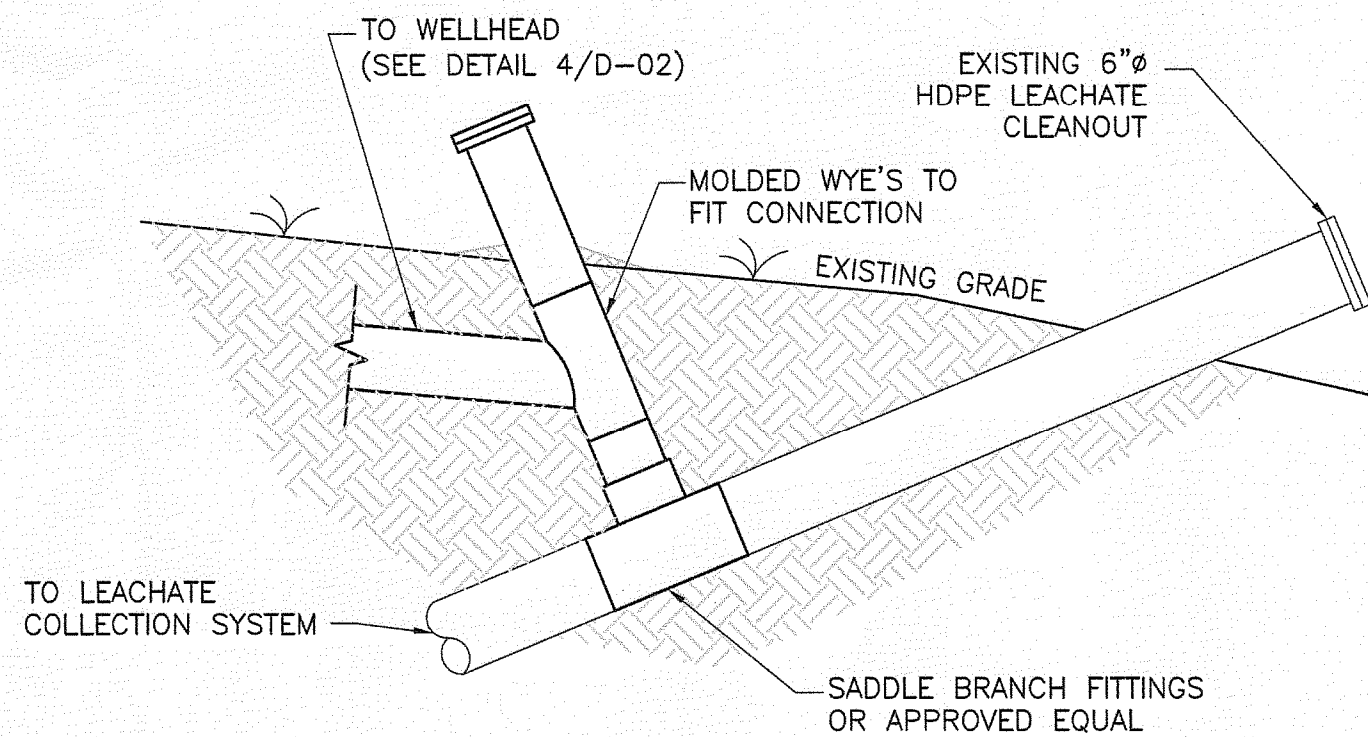 TO WELLHEAD
(SEE DETAIL 4/D-02)
EXISTING 6"ø
HDPE LEACHATE
CLEANOUT
MOLDED WYE'S TO
FIT CONNECTION
EXISTING GRADE
TO LEACHATE
COLLECTION SYSTEM
SADDLE BRANCH FITTINGS
OR APPROVED EQUAL